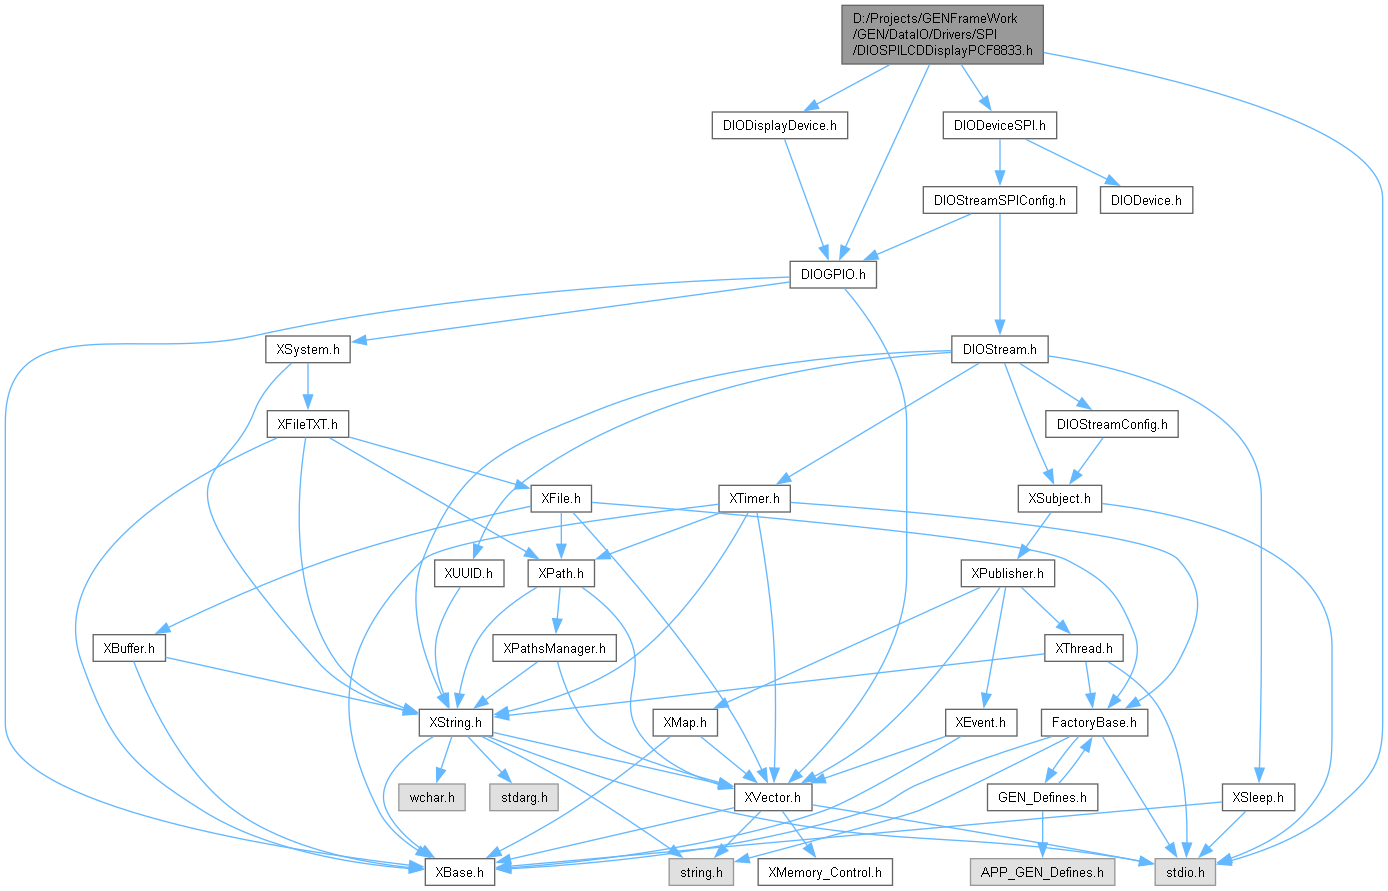 D:/Projects/GENFrameWork
/GEN/DataIO/Drivers/SPI
/DIOSPILCDDisplayPCF8833.h
DIODisplayDevice.h
DIODeviceSPI.h
DIOStreamSPIConfig.h
DIODevice.h
DIOGPIO.h
XSystem.h
DIOStream.h
XFileTXT.h
DIOStreamConfig.h
XFile.h
XTimer.h
XSubject.h
XUUID.h
XPath.h
XPublisher.h
XBuffer.h
XPathsManager.h
XThread.h
XString.h
XMap.h
XEvent.h
FactoryBase.h
wchar.h
stdarg.h
XVector.h
GEN_Defines.h
XSleep.h
XBase.h
string.h
XMemory_Control.h
APP_GEN_Defines.h
stdio.h